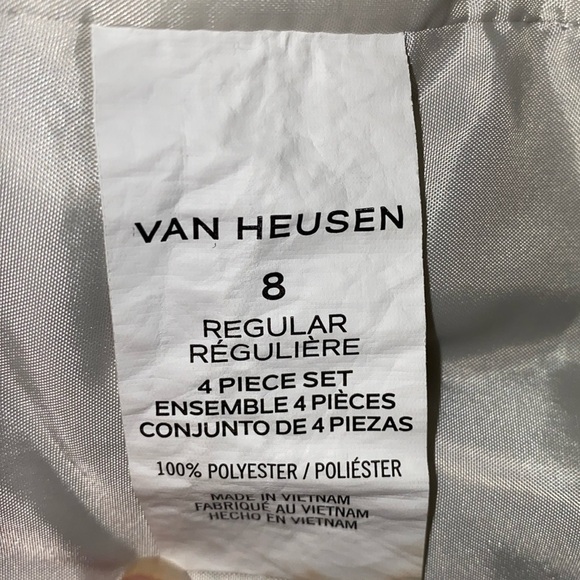 VAN HEUSEN
8
REGULAR
RÉGULIÈRE
4 PIECE SET
ENSEMBLE 4 PIÈCES
CONJUNTO DE 4 PIEZAS
100% POLYESTER / POLIÉSTER
MADE IN VIETNAM
FABRIQUÉ AU VIETNAM
HECHO EN VIETNAM